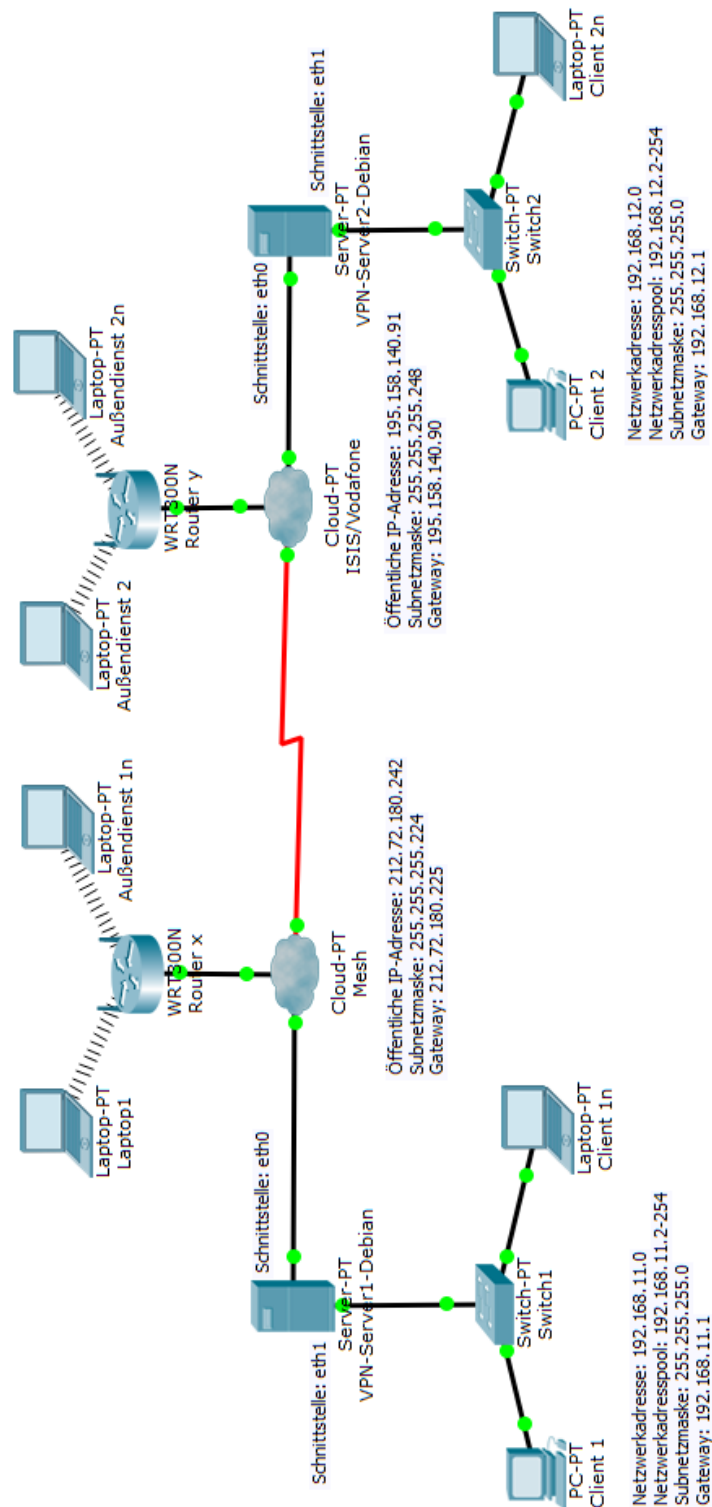 Laptop-PT
Laptop1
Laptop-PT
Außendienst 1n
Laptop-PT
Außendienst 2
Laptop-PT
Außendienst 2n
WRT300N
Router x
WRT300N
Router y
Schnittstelle: eth0
Schnittstelle: eth1
Server-PT
VPN-Server1-Debian
Cloud-PT
Mesh
Cloud-PT
ISIS/Vodafone
Schnittstelle: eth0
Schnittstelle: eth1
Server-PT
VPN-Server2-Debian
Öffentliche IP-Adresse: 212.72.180.242
Subnetzmaske: 255.255.255.224
Gateway: 212.72.180.225
Öffentliche IP-Adresse: 195.158.140.91
Subnetzmaske: 255.255.255.248
Gateway: 195.158.140.90
Switch-PT
Switch1
PC-PT
Client 1
Laptop-PT
Client 1n
Switch-PT
Switch2
PC-PT
Client 2
Laptop-PT
Client 2n
Netzwerkadresse: 192.168.11.0
Netzwerkadresspool: 192.168.11.2-254
Subnetzmaske: 255.255.255.0
Gateway: 192.168.11.1
Netzwerkadresse: 192.168.12.0
Netzwerkadresspool: 192.168.12.2-254
Subnetzmaske: 255.255.255.0
Gateway: 192.168.12.1